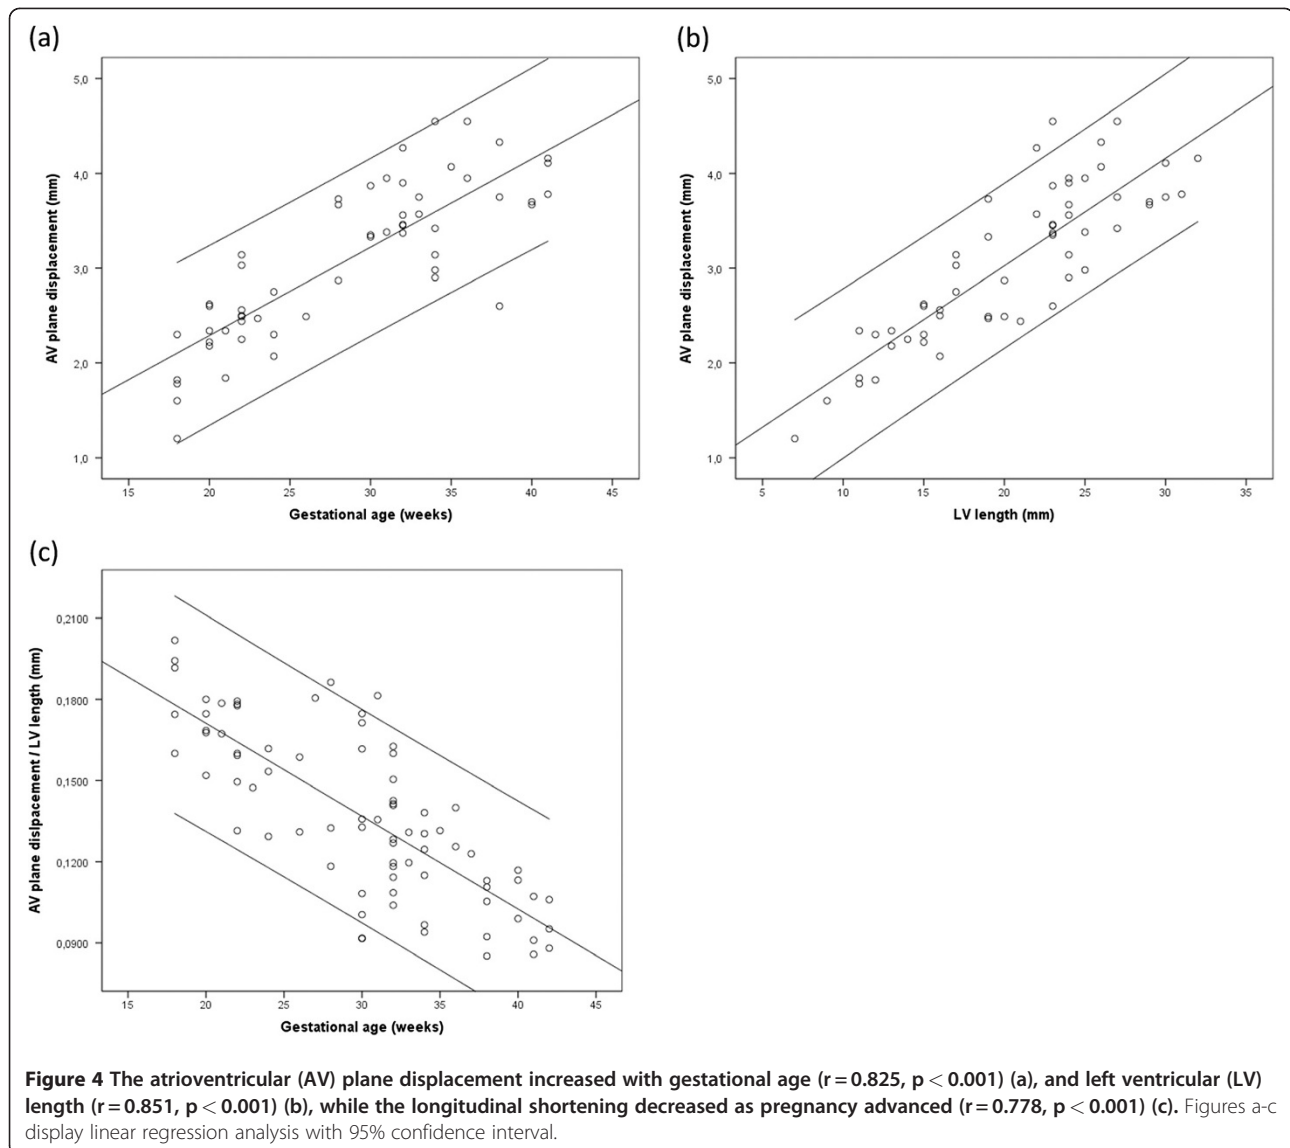 (a)
5,0
4,0
3,0
2,0
1,0
AV plane displacement (mm)
15 20 25 30 35 40 45
Gestational age (weeks)
(b)
5,0
4,0
3,0
2,0
1,0
AV plane displacement (mm)
5 10 15 20 25 30 35
LV length (mm)
(c)
0,2100
0,1800
0,1500
0,1200
0,0900
AV plane dislpacement / LV length (mm)
15 20 25 30 35 40 45
Gestational age (weeks)
Figure 4 The atrioventricular (AV) plane displacement increased with gestational age (r = 0.825, p < 0.001) (a), and left ventricular (LV)
length (r = 0.851, p < 0.001) (b), while the longitudinal shortening decreased as pregnancy advanced (r = 0.778, p < 0.001) (c). Figures a-c
display linear regression analysis with 95% confidence interval.